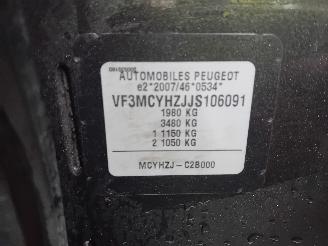 AUTOMOBILES PEUGEOT
e2*2007/46*0534*
VF3MCYHZJJS106091
1980 KG
3480 KG
1 1150 KG
2 1050 KG
MCYHZJ-C2B000